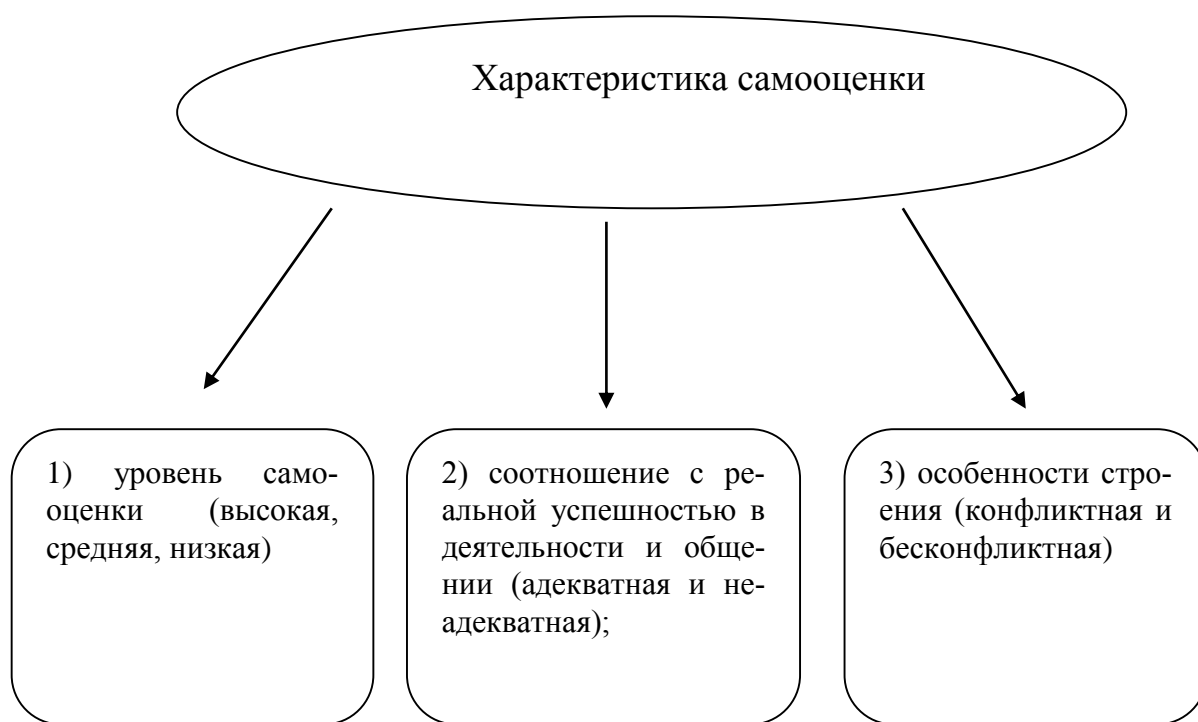 Характеристика самооценки
1) уровень само-
оценки (высокая,
средняя, низкая)
2) соотношение с ре-
альной успешностью в
деятельности и обще-
нии (адекватная и не-
адекватная);
3) особенности стро-
ения (конфликтная и
бесконфликтная)